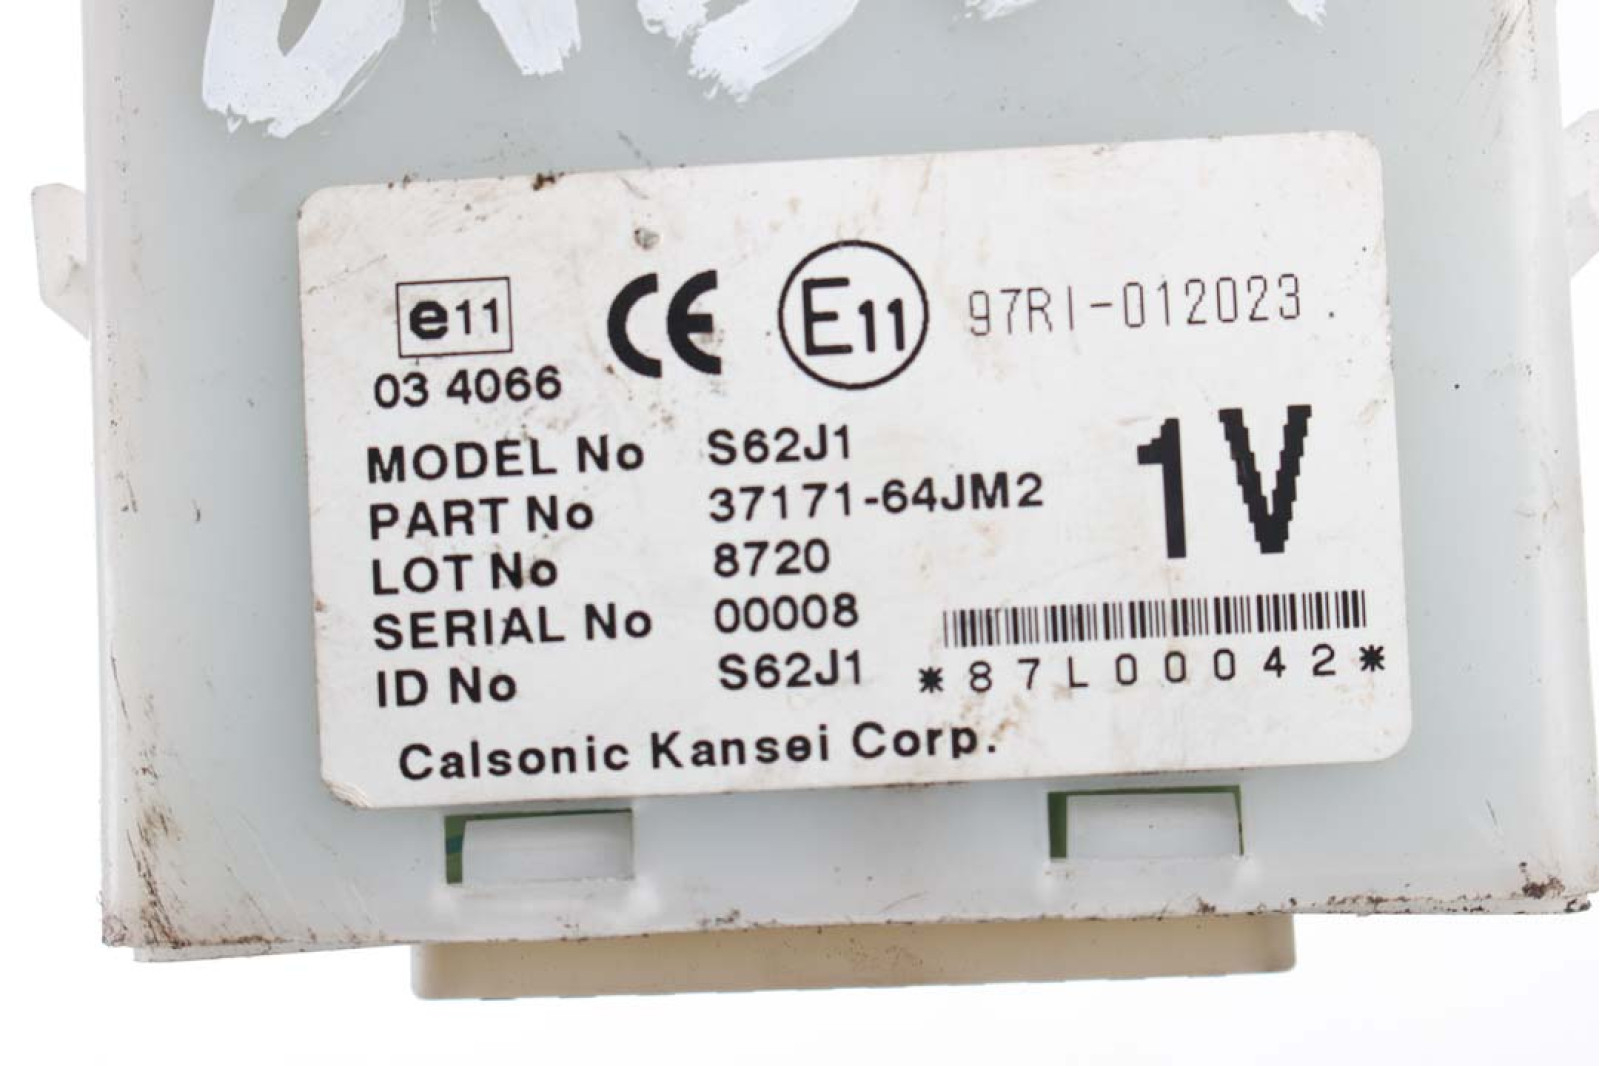 e11
03 4066
CE
E11
97RI-012023.
MODEL No S62J1
PART No 37171-64JM2
LOT No 8720
SERIAL No 00008
ID No S62J1
1V
*87L00042*
Calsonic Kansei Corp.